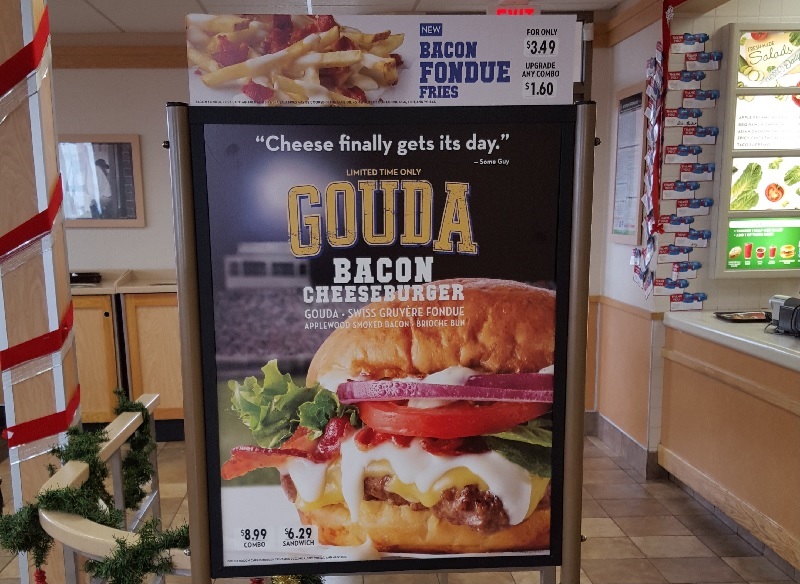 EXIT
NEW
BACON
FONDUE
FRIES
FOR ONLY
$3.49
UPGRADE
ANY COMBO
$1.60
"Cheese finally gets its day."
– Some Guy
LIMITED TIME ONLY
GOUDA
BACON
CHEESEBURGER
GOUDA · SWISS GRUYÈRE FONDUE
APPLEWOOD SMOKED BACON · BRIOCHE BUN
$8.99
COMBO
$6.29
SANDWICH
Salads